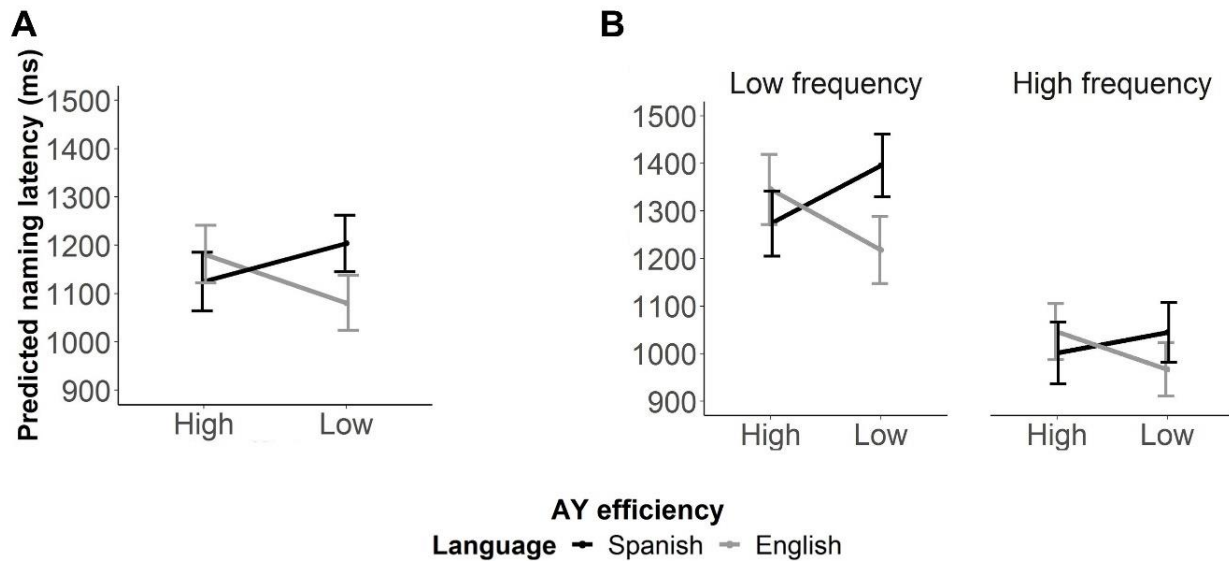 A
B
Predicted naming latency (ms)
1500
1400
1300
1200
1100
1000
900
High Low
Low frequency High frequency
1500
1400
1300
1200
1100
1000
900
High Low High Low
AY efficiency
Language Spanish English